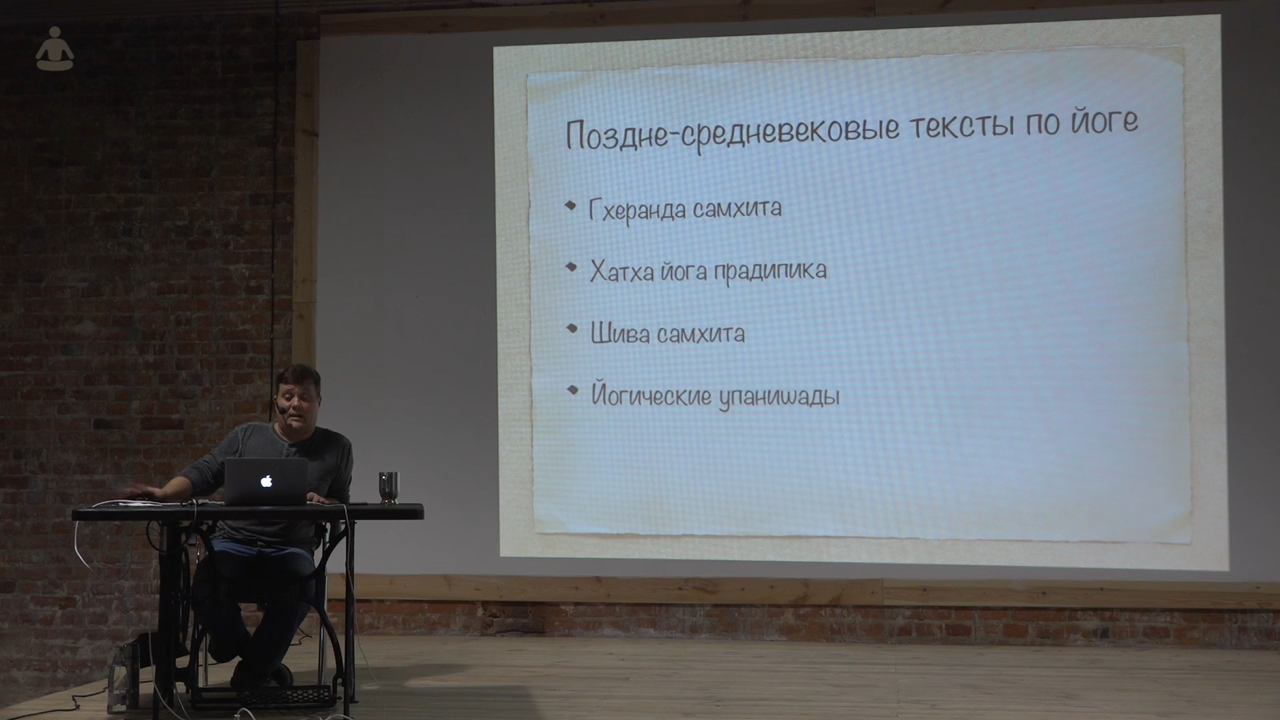 Поздне-средневековые тексты по йоге
• Гхеранда самхита
• Хатха йога прадипика
• Шива самхита
• Йогические упанишады